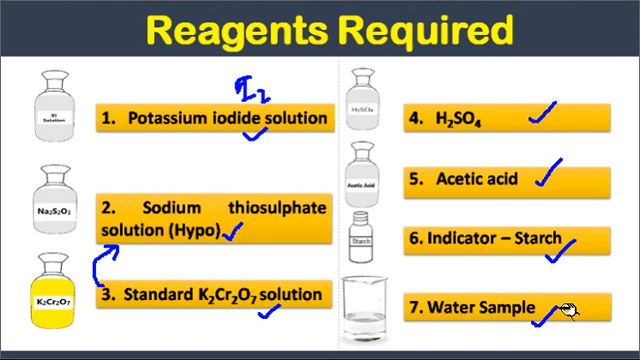 Reagents Required
I₂
KI
Solution
1. Potassium iodide solution
Na₂S₂O₃
2. Sodium thiosulphate
solution (Hypo)
K₂Cr₂O₇
3. Standard K₂Cr₂O₇ solution
H₂SO₄
4. H₂SO₄
Acetic Acid
5. Acetic acid
Starch
6. Indicator – Starch
7. Water Sample